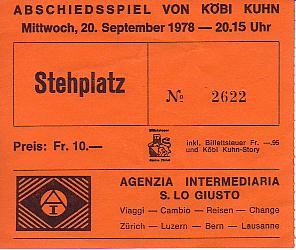 ABSCHIEDSSPIEL VON KÖBI KUHN
Mittwoch, 20. September 1978 — 20.15 Uhr
Stehplatz
№ 2622
Preis: Fr. 10.—
inkl. Billettsteuer Fr. —.95
und Köbi Kuhn-Story
AGENZIA INTERMEDIARIA
S. LO GIUSTO
Viaggi — Cambio — Reisen — Change
Zürich — Luzern — Bern — Lausanne